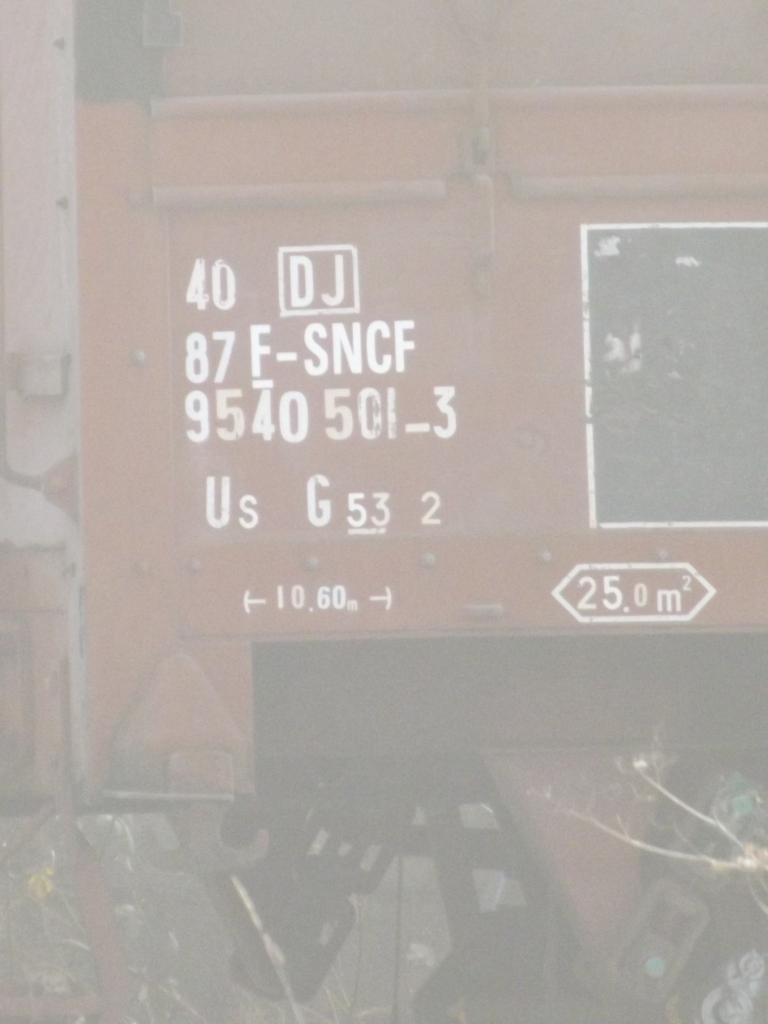 40 DJ
87 F-SNCF
9540 501-3
Us G 53 2
10.60m
25.0 m²